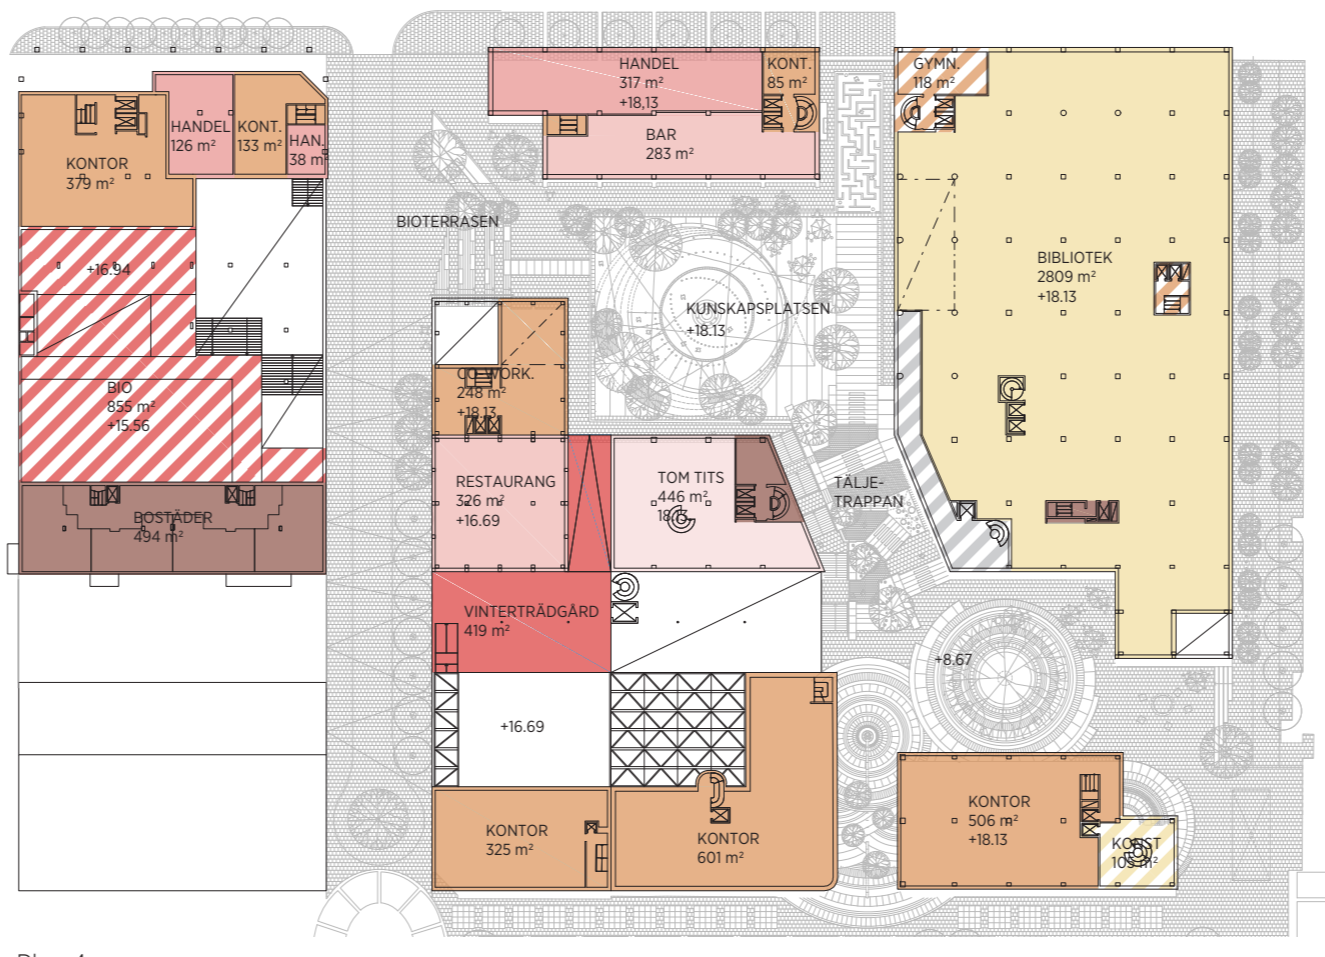 HANDEL
317 m²
+18,13
KONT.
85 m²
GYMN.
118 m²
HANDEL
126 m²
KONT.
133 m²
HAN.
38 m²
BAR
283 m²
KONTOR
379 m²
BIOTERRASEN
+16.94
BIBLIOTEK
2809 m²
+18.13
KUNSKAPSPLATSEN
+18.13
BIO
855 m²
+15.56
CO-WORK.
248 m²
+18.13
RESTAURANG
326 m²
+16.69
TOM TITS
446 m²
TÄLJE-
TRAPPAN
BOSTÄDER
494 m²
VINTERTRÄDGÅRD
419 m²
+8.67
+16.69
KONTOR
325 m²
KONTOR
601 m²
KONTOR
506 m²
+18.13
KONST
105 m²